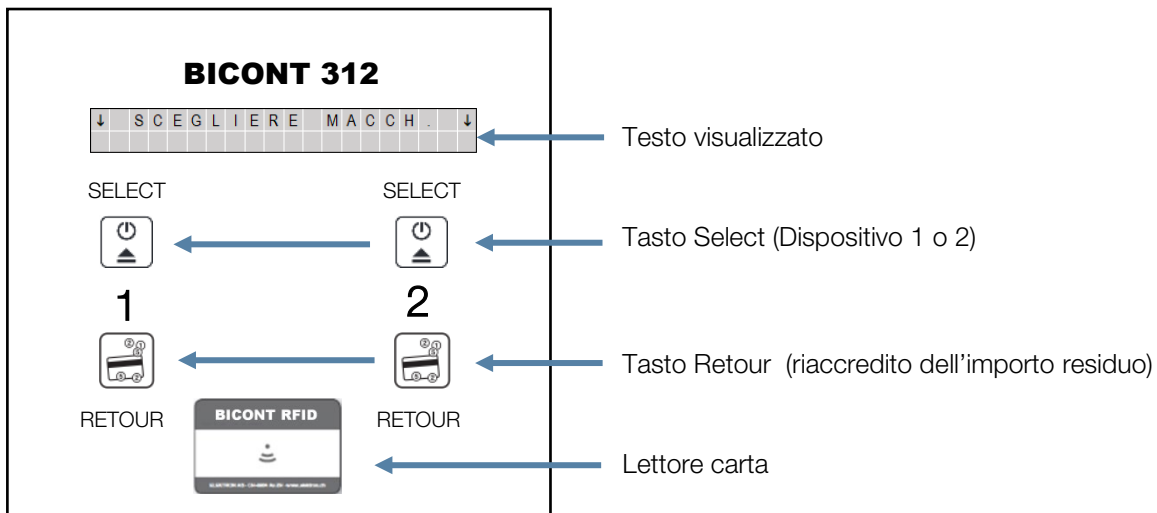 BICONT 312
↓ SCEGLIERE MACCH. ↓
Testo visualizzato
SELECT SELECT
Tasto Select (Dispositivo 1 o 2)
1 2
Tasto Retour (riaccredito dell’importo residuo)
RETOUR RETOUR
BICONT RFID
Lettore carta